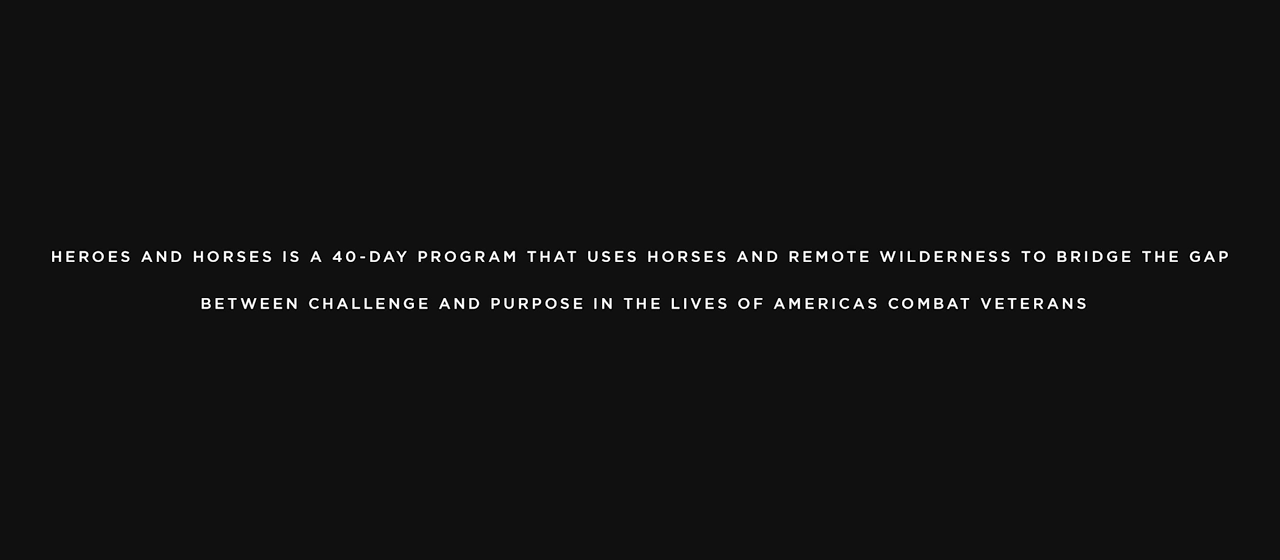 HEROES AND HORSES IS A 40-DAY PROGRAM THAT USES HORSES AND REMOTE WILDERNESS TO BRIDGE THE GAP
BETWEEN CHALLENGE AND PURPOSE IN THE LIVES OF AMERICAS COMBAT VETERANS